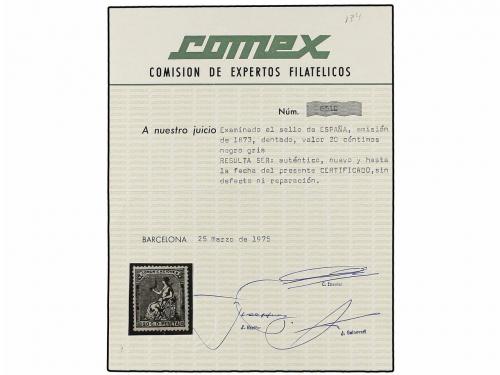 134
comex
COMISION DE EXPERTOS FILATELICOS
Núm.
A nuestro juicio Examinado el sello de ESPAÑA, emisión
de 1873, dentado, valor 20 céntimos
negro gris
RESULTA SER: auténtico, nuevo y hasta
la fecha del presente CERTIFICADO,sin
defecto ni reparación.
BARCELONA 25 Marzo de 1975